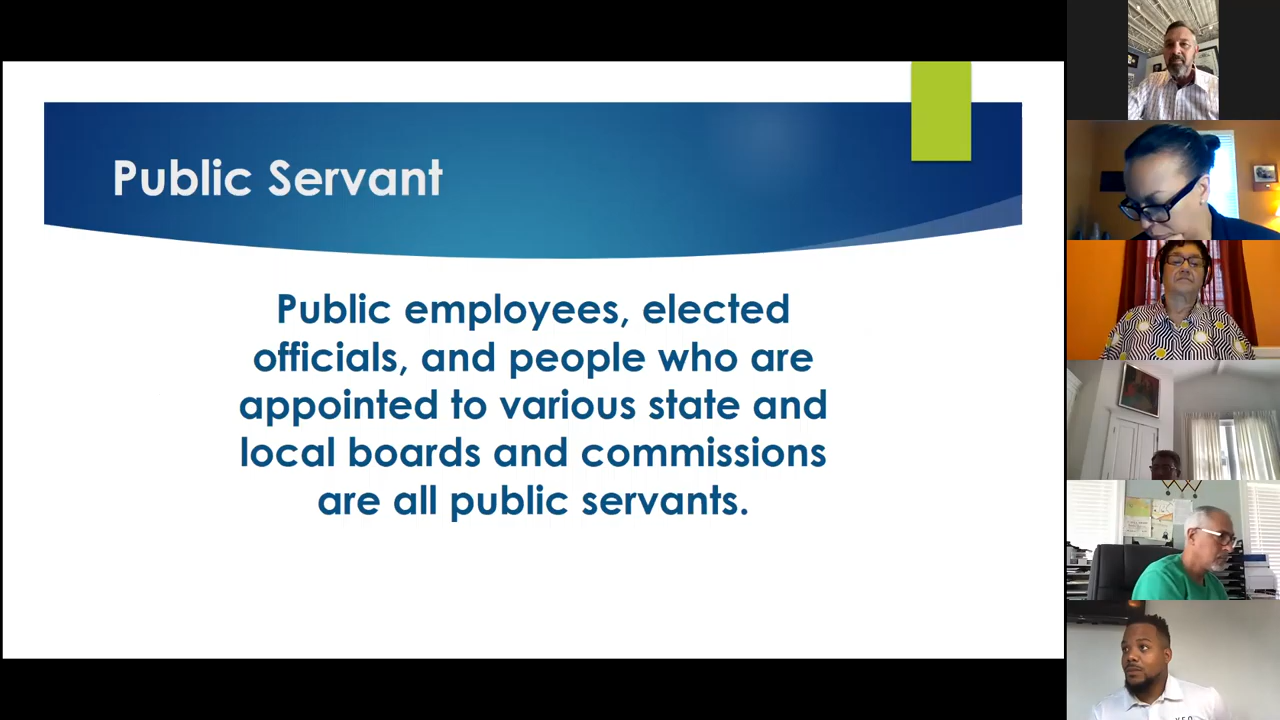 Public Servant
Public employees, elected
officials, and people who are
appointed to various state and
local boards and commissions
are all public servants.